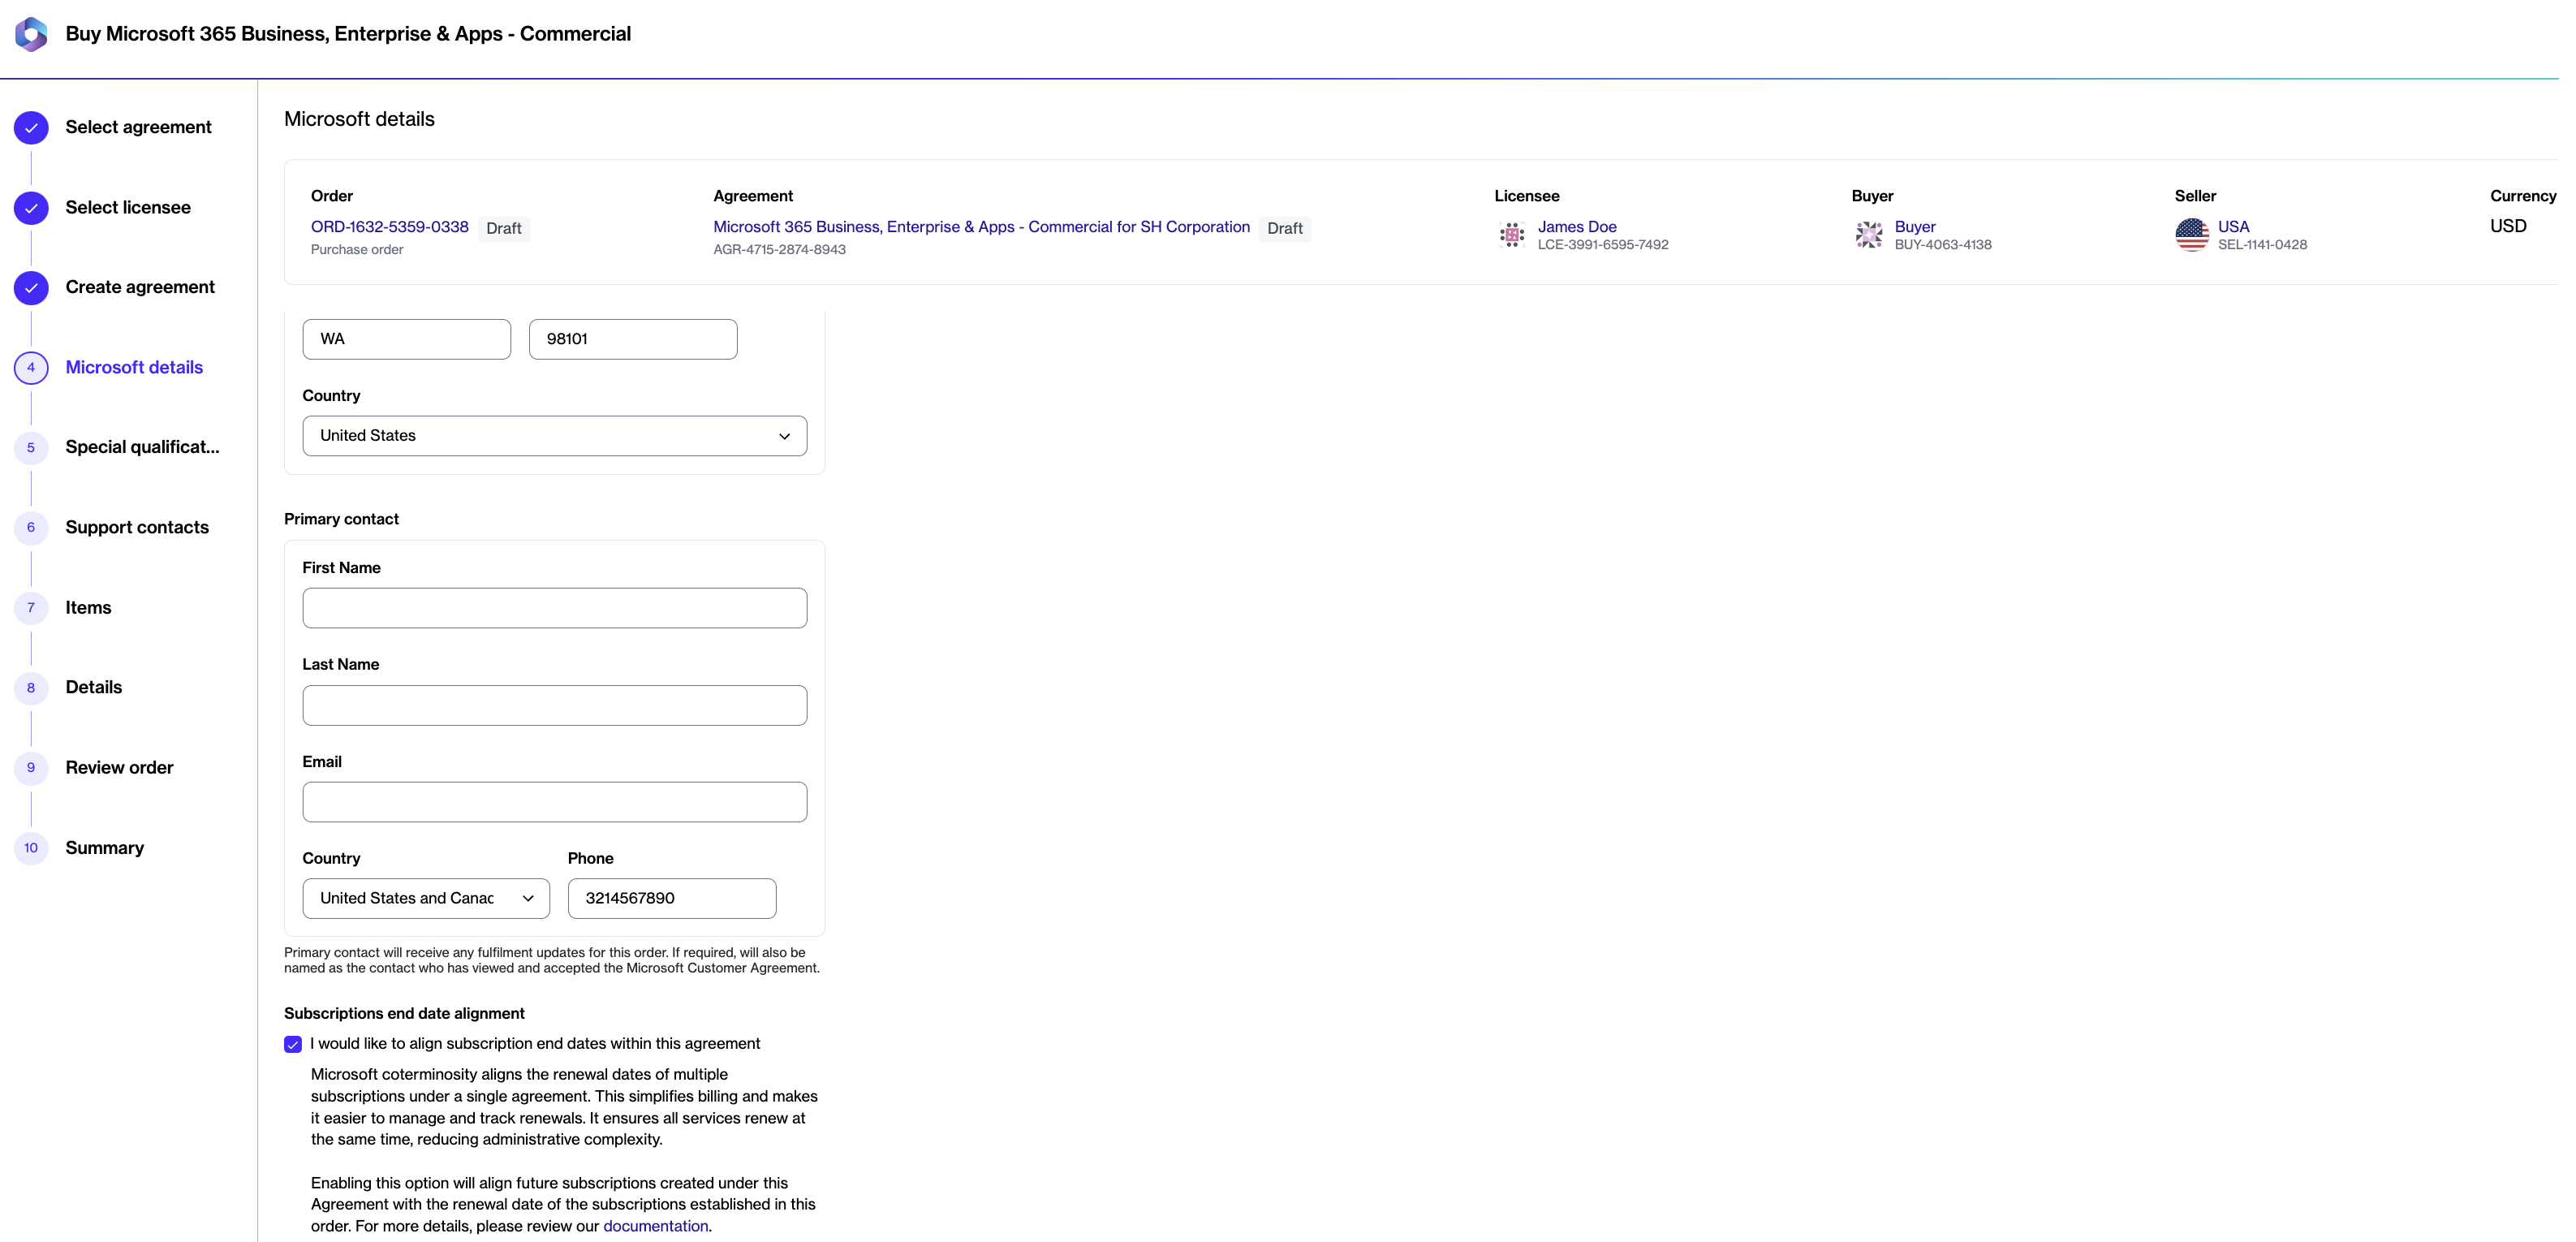 Buy Microsoft 365 Business, Enterprise & Apps - Commercial
Select agreement
Select licensee
Create agreement
4 Microsoft details
5 Special qualificat...
6 Support contacts
7 Items
8 Details
9 Review order
10 Summary
Microsoft details
Order
ORD-1632-5359-0338 Draft
Purchase order
Agreement
Microsoft 365 Business, Enterprise & Apps - Commercial for SH Corporation Draft
AGR-4715-2874-8943
Licensee
James Doe
LCE-3991-6595-7492
Buyer
Buyer
BUY-4063-4138
Seller
USA
SEL-1141-0428
Currency
USD
WA 98101
Country
United States
Primary contact
First Name
Last Name
Email
Country Phone
United States and Canac 3214567890
Primary contact will receive any fulfilment updates for this order. If required, will also be
named as the contact who has viewed and accepted the Microsoft Customer Agreement.
Subscriptions end date alignment
I would like to align subscription end dates within this agreement
Microsoft coterminosity aligns the renewal dates of multiple
subscriptions under a single agreement. This simplifies billing and makes
it easier to manage and track renewals. It ensures all services renew at
the same time, reducing administrative complexity.
Enabling this option will align future subscriptions created under this
Agreement with the renewal date of the subscriptions established in this
order. For more details, please review our documentation.